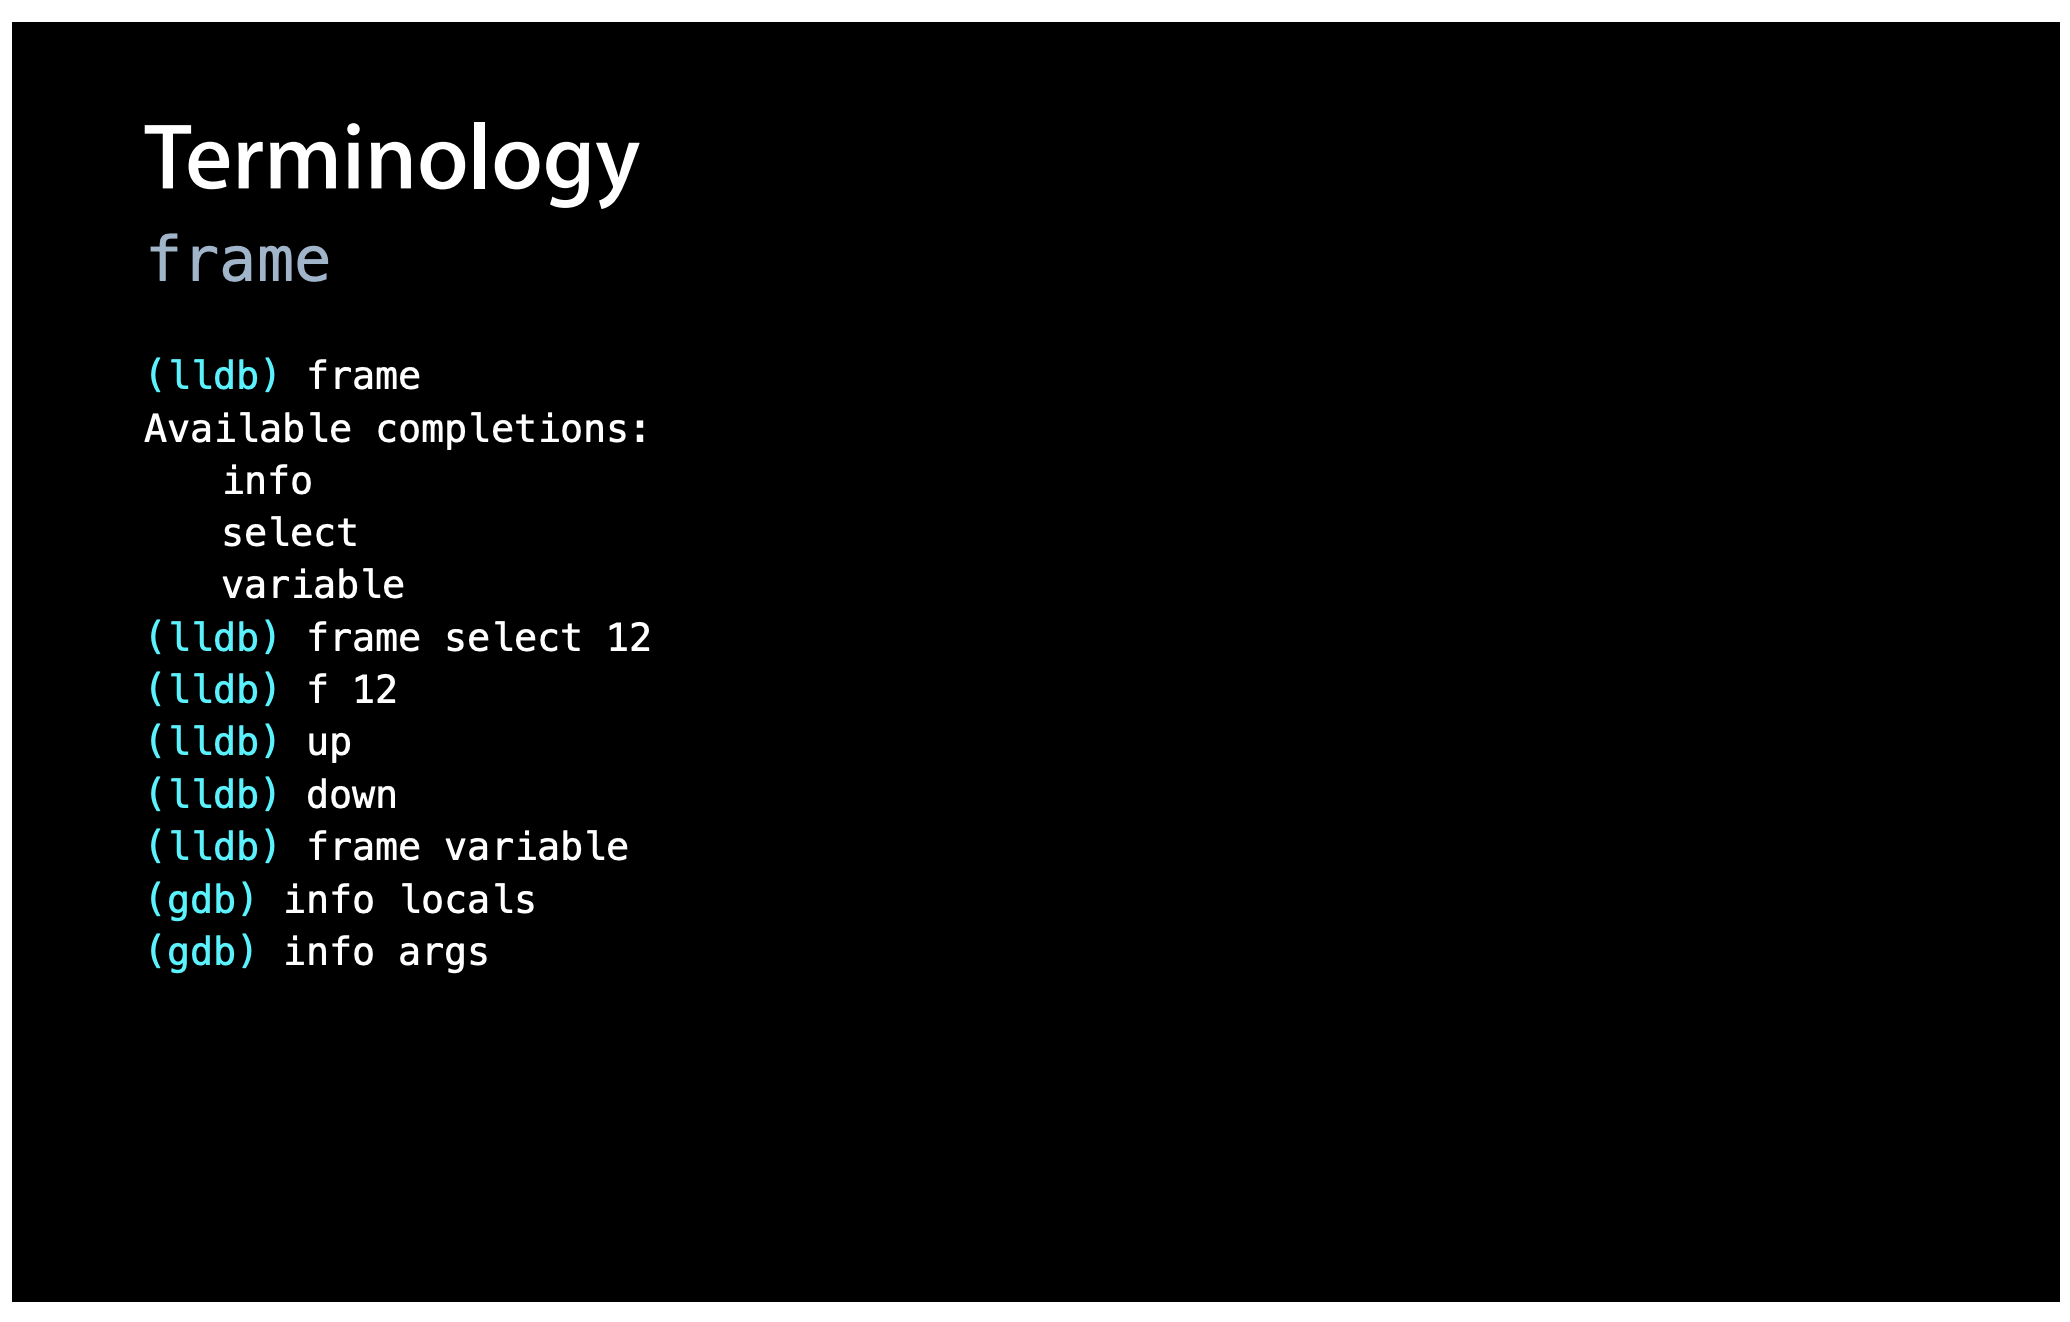 Terminology
frame
(lldb) frame
Available completions:
info
select
variable
(lldb) frame select 12
(lldb) f 12
(lldb) up
(lldb) down
(lldb) frame variable
(gdb) info locals
(gdb) info args